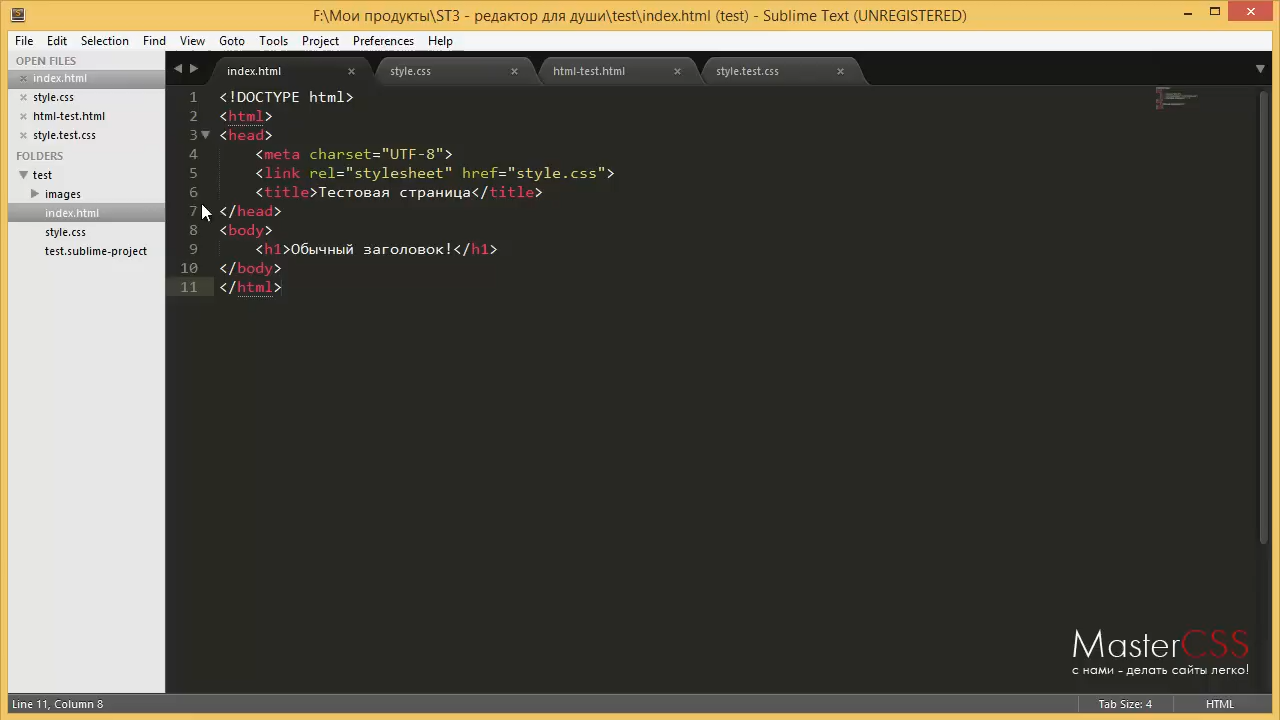 F:\Мои продукты\ST3 - редактор для души\test\index.html (test) - Sublime Text (UNREGISTERED)
File Edit Selection Find View Goto Tools Project Preferences Help
OPEN FILES
index.html
style.css
html-test.html
style.test.css
FOLDERS
test
images
index.html
style.css
test.sublime-project
index.html style.css html-test.html style.test.css
1 <!DOCTYPE html>
2 <html>
3 <head>
4 <meta charset="UTF-8">
5 <link rel="stylesheet" href="style.css">
6 <title>Тестовая страница</title>
7 </head>
8 <body>
9 <h1>Обычный заголовок!</h1>
10 </body>
11 </html>
MasterCSS
с нами - делать сайты легко!
Line 11, Column 8 Tab Size: 4 HTML